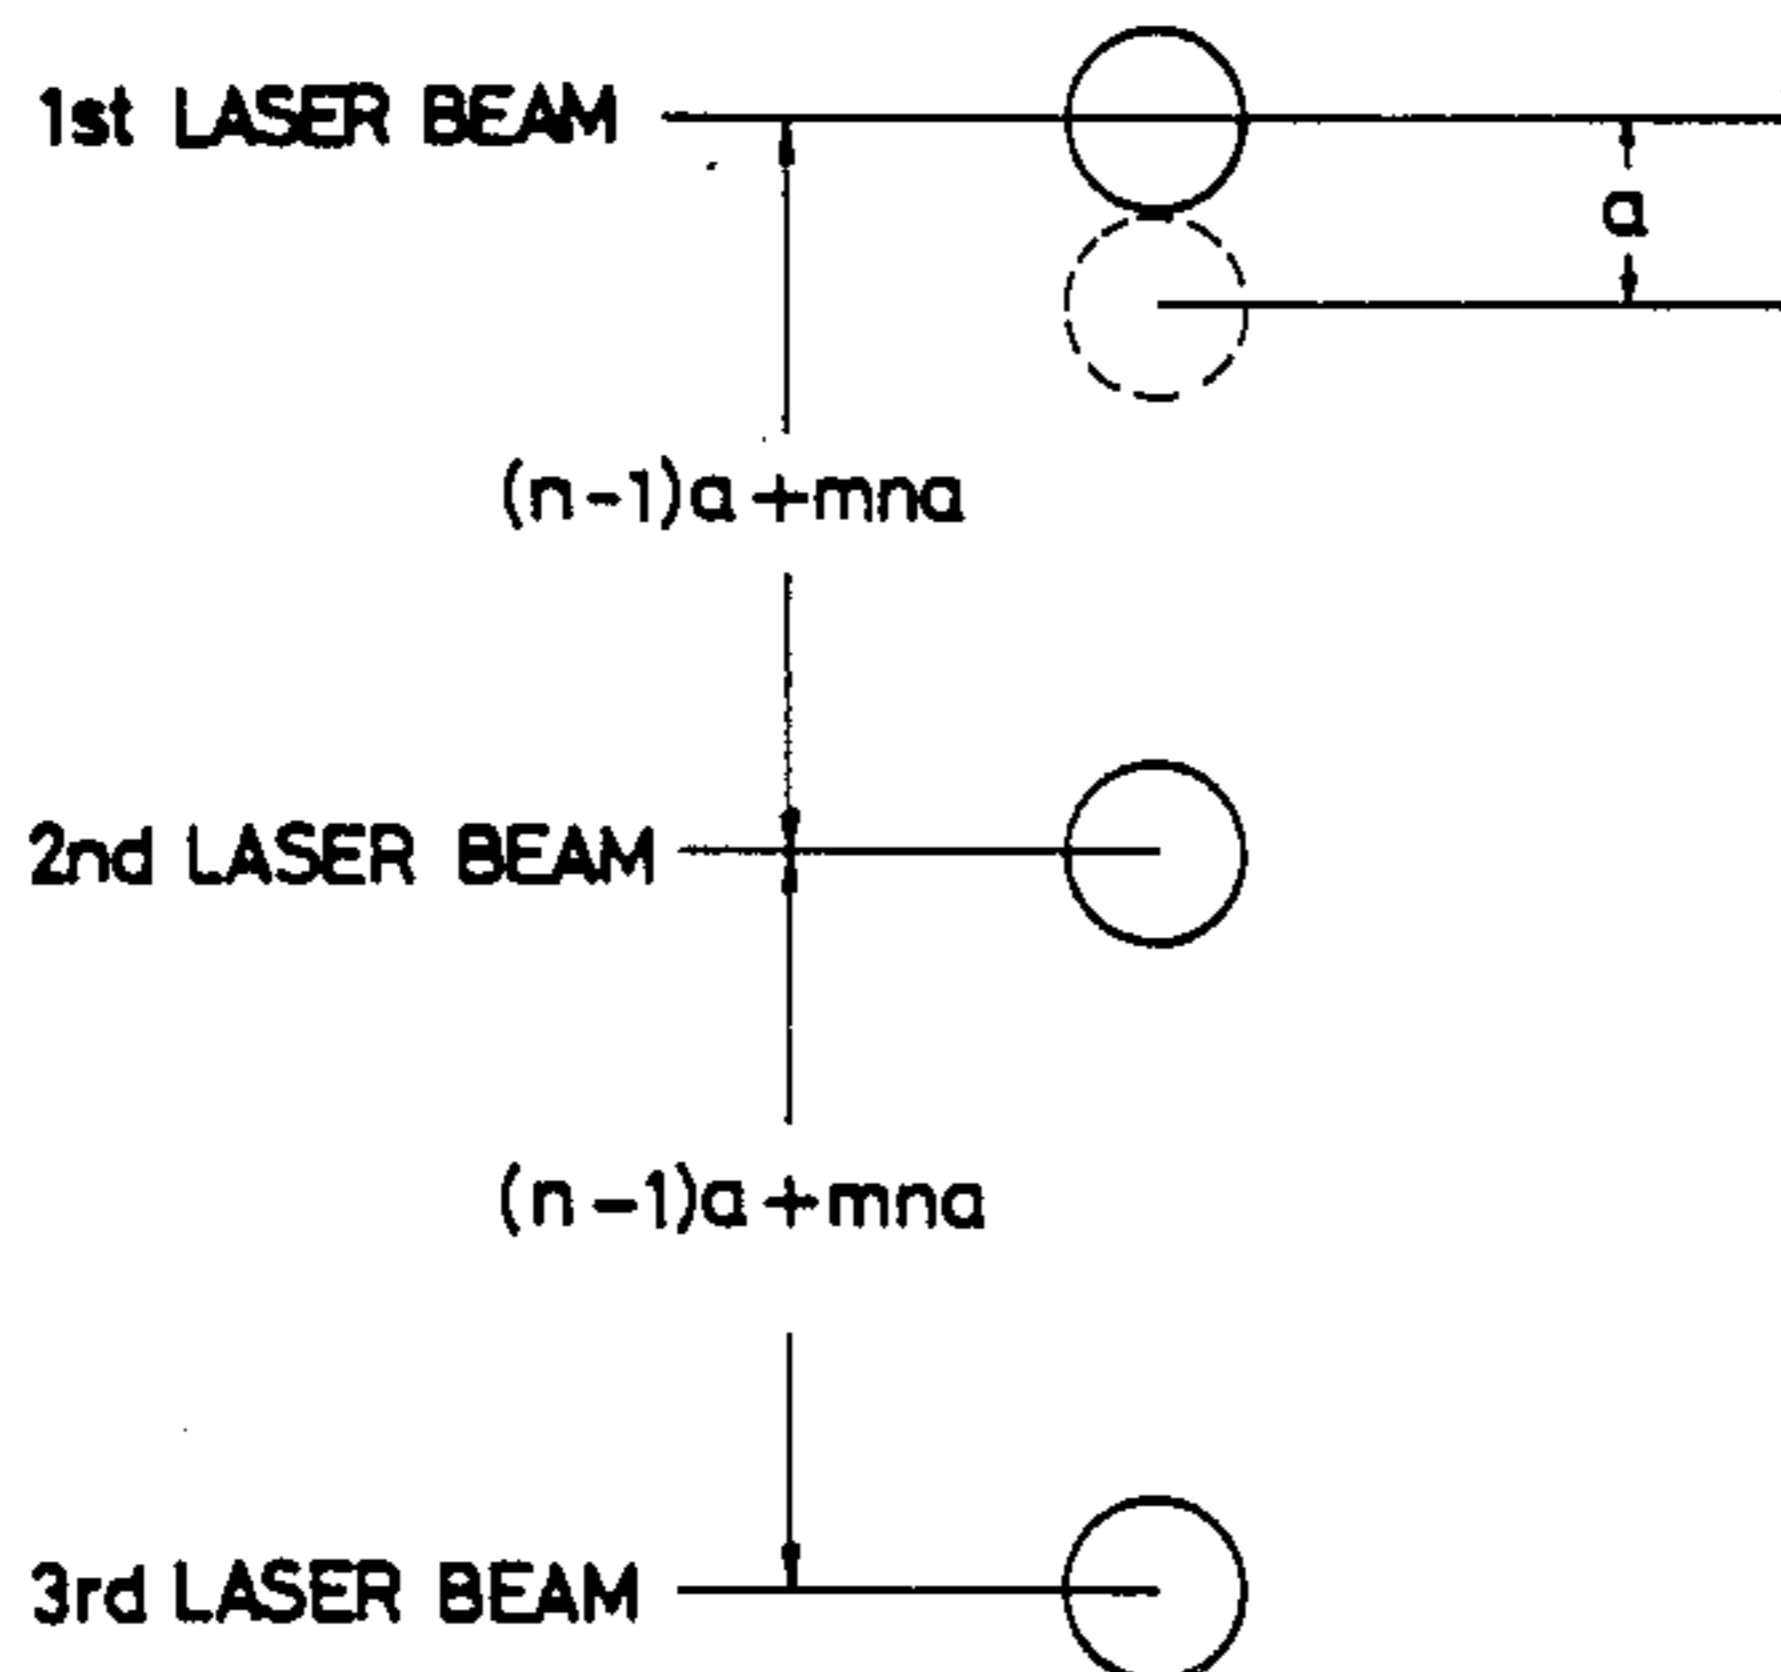 1st LASER BEAM
a
(n-1)a+mna
2nd LASER BEAM
(n-1)a+mna
3rd LASER BEAM